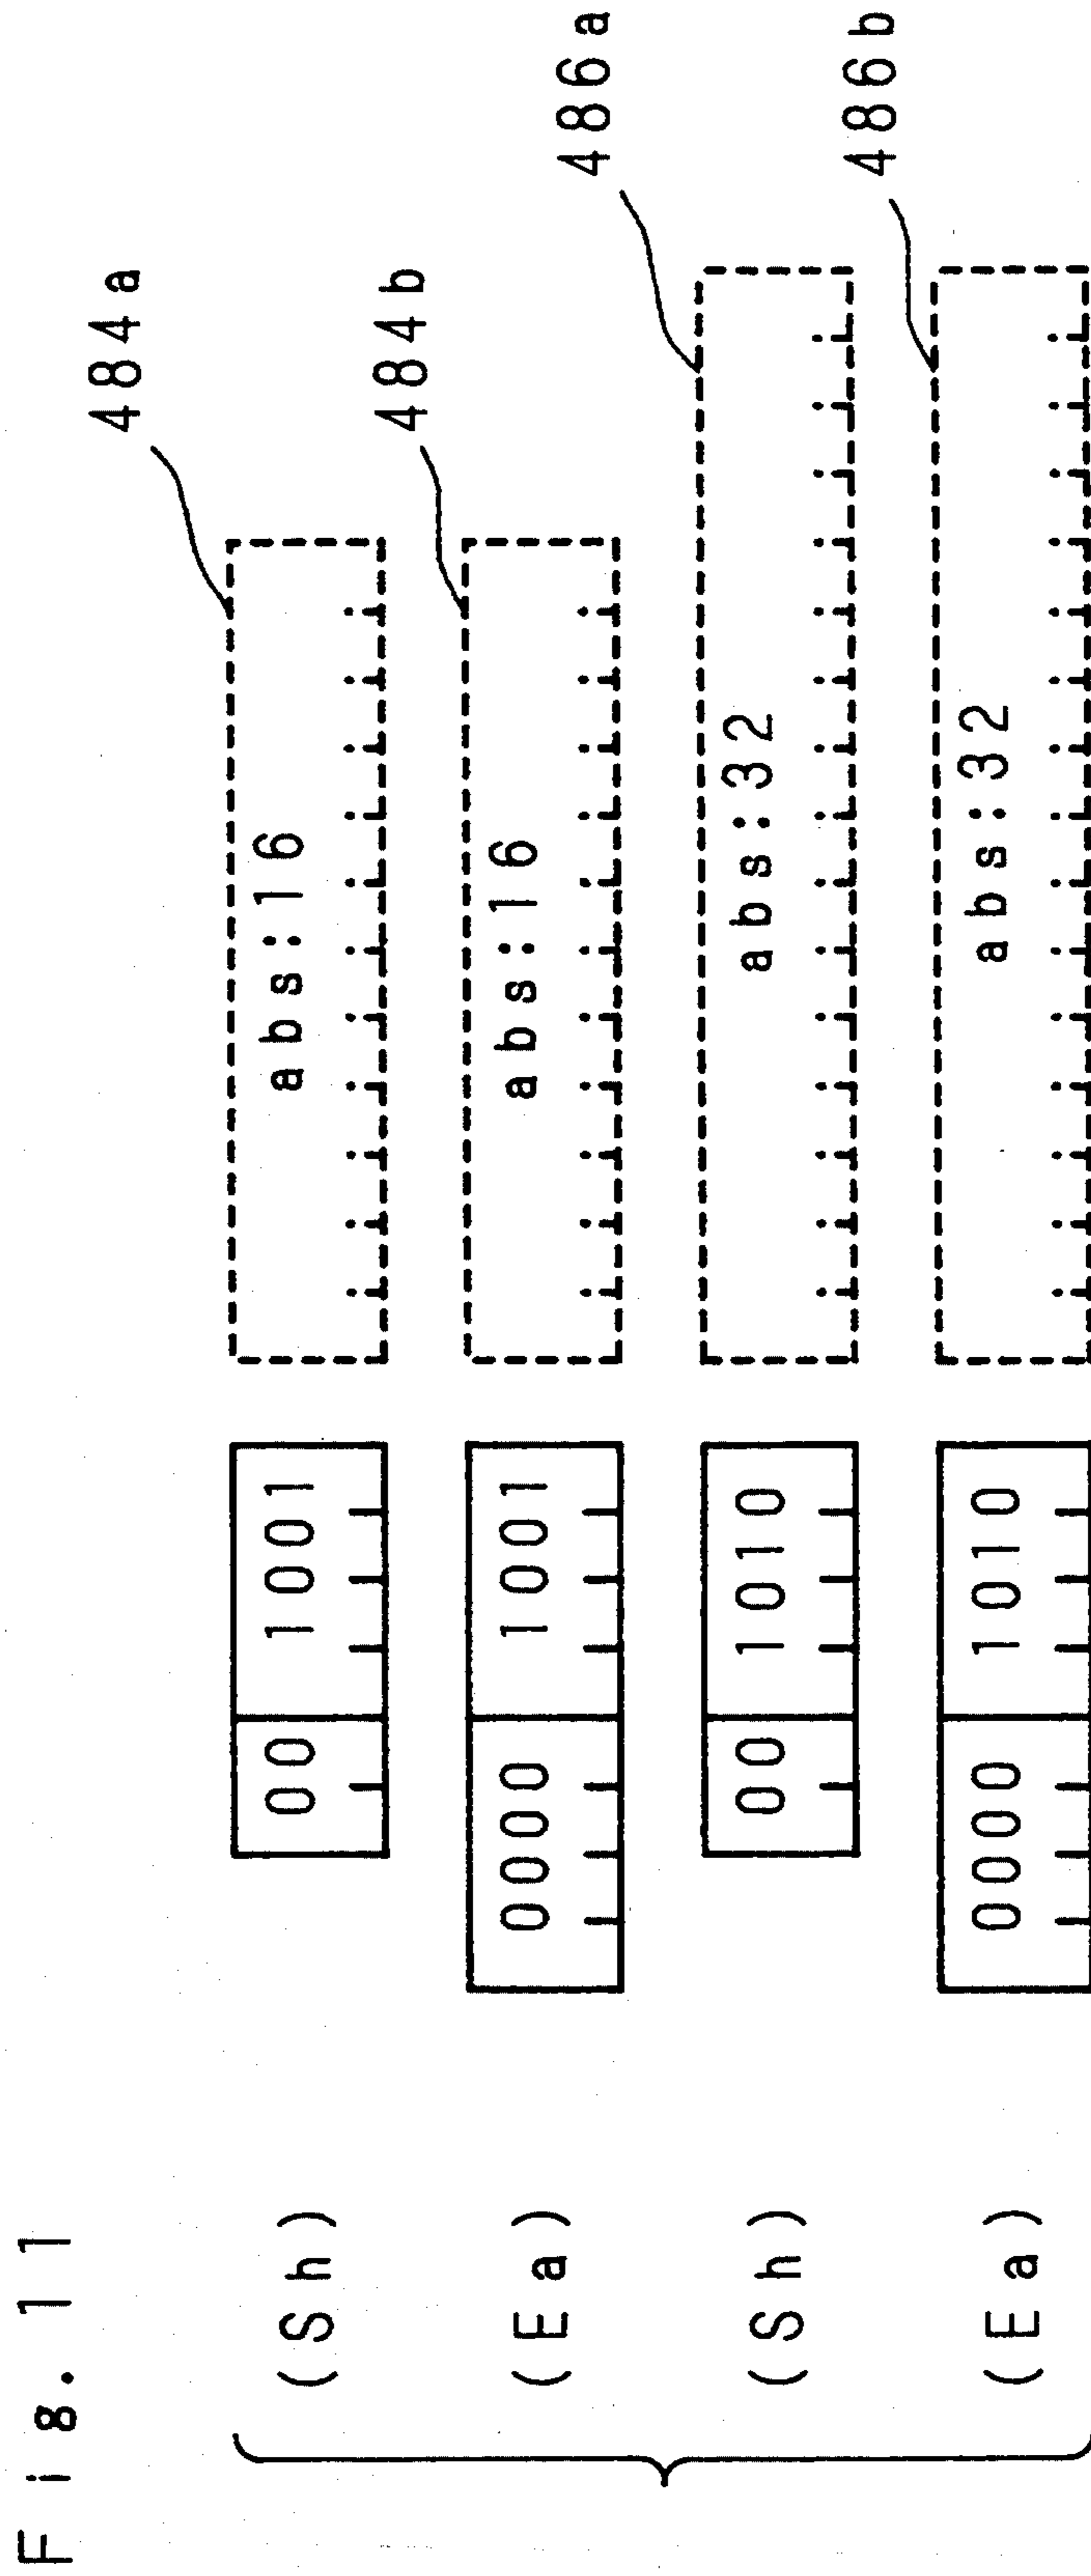 Fig. 11
(Sh) 00 1001 abs:16 484a
(Ea) 0000 1001 abs:16 484b
(Sh) 00 1010 abs:32 486a
(Ea) 0000 1010 abs:32 486b